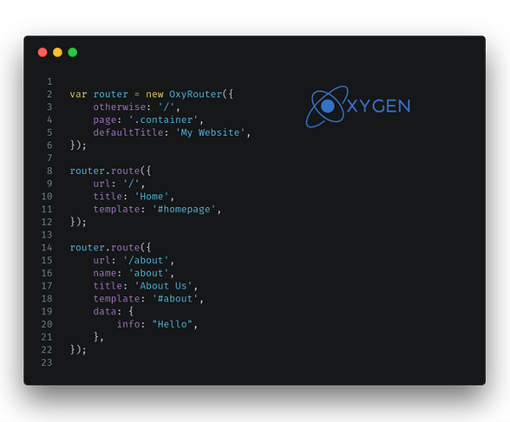 1
2 var router = new OxyRouter({
3     otherwise: '/',
4     page: '.container',
5     defaultTitle: 'My Website',
6 });
7
8 router.route({
9     url: '/',
10     title: 'Home',
11     template: '#homepage',
12 });
13
14 router.route({
15     url: '/about',
16     name: 'about',
17     title: 'About Us',
18     template: '#about',
19     data: {
20         info: "Hello",
21     },
22 });
23
OXYGEN